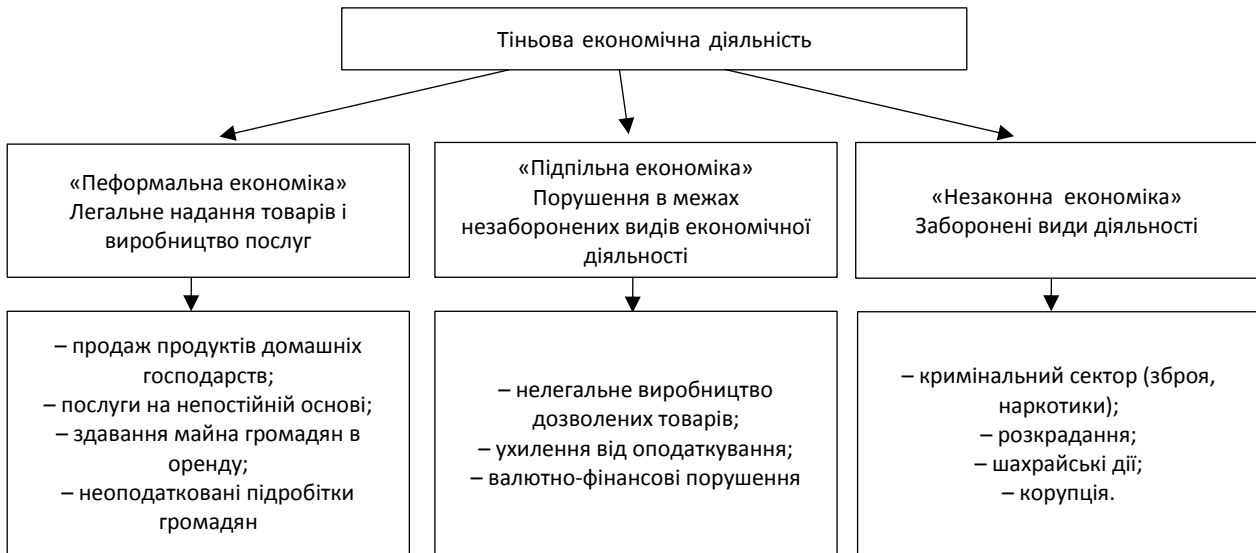 Тіньова економічна діяльність
«Пеформальна економіка»
Легальне надання товарів і
виробництво послуг
«Підпільна економіка»
Порушення в межах
незаборонених видів економічної
діяльності
«Незаконна економіка»
Заборонені види діяльності
– продаж продуктів домашніх
господарств;
– послуги на непостійній основі;
– здавання майна громадян в
оренду;
– неоподатковані підробітки
громадян
– нелегальне виробництво
дозволених товарів;
– ухилення від оподаткування;
– валютно-фінансові порушення
– кримінальний сектор (зброя,
наркотики);
– розкрадання;
– шахрайські дії;
– корупція.